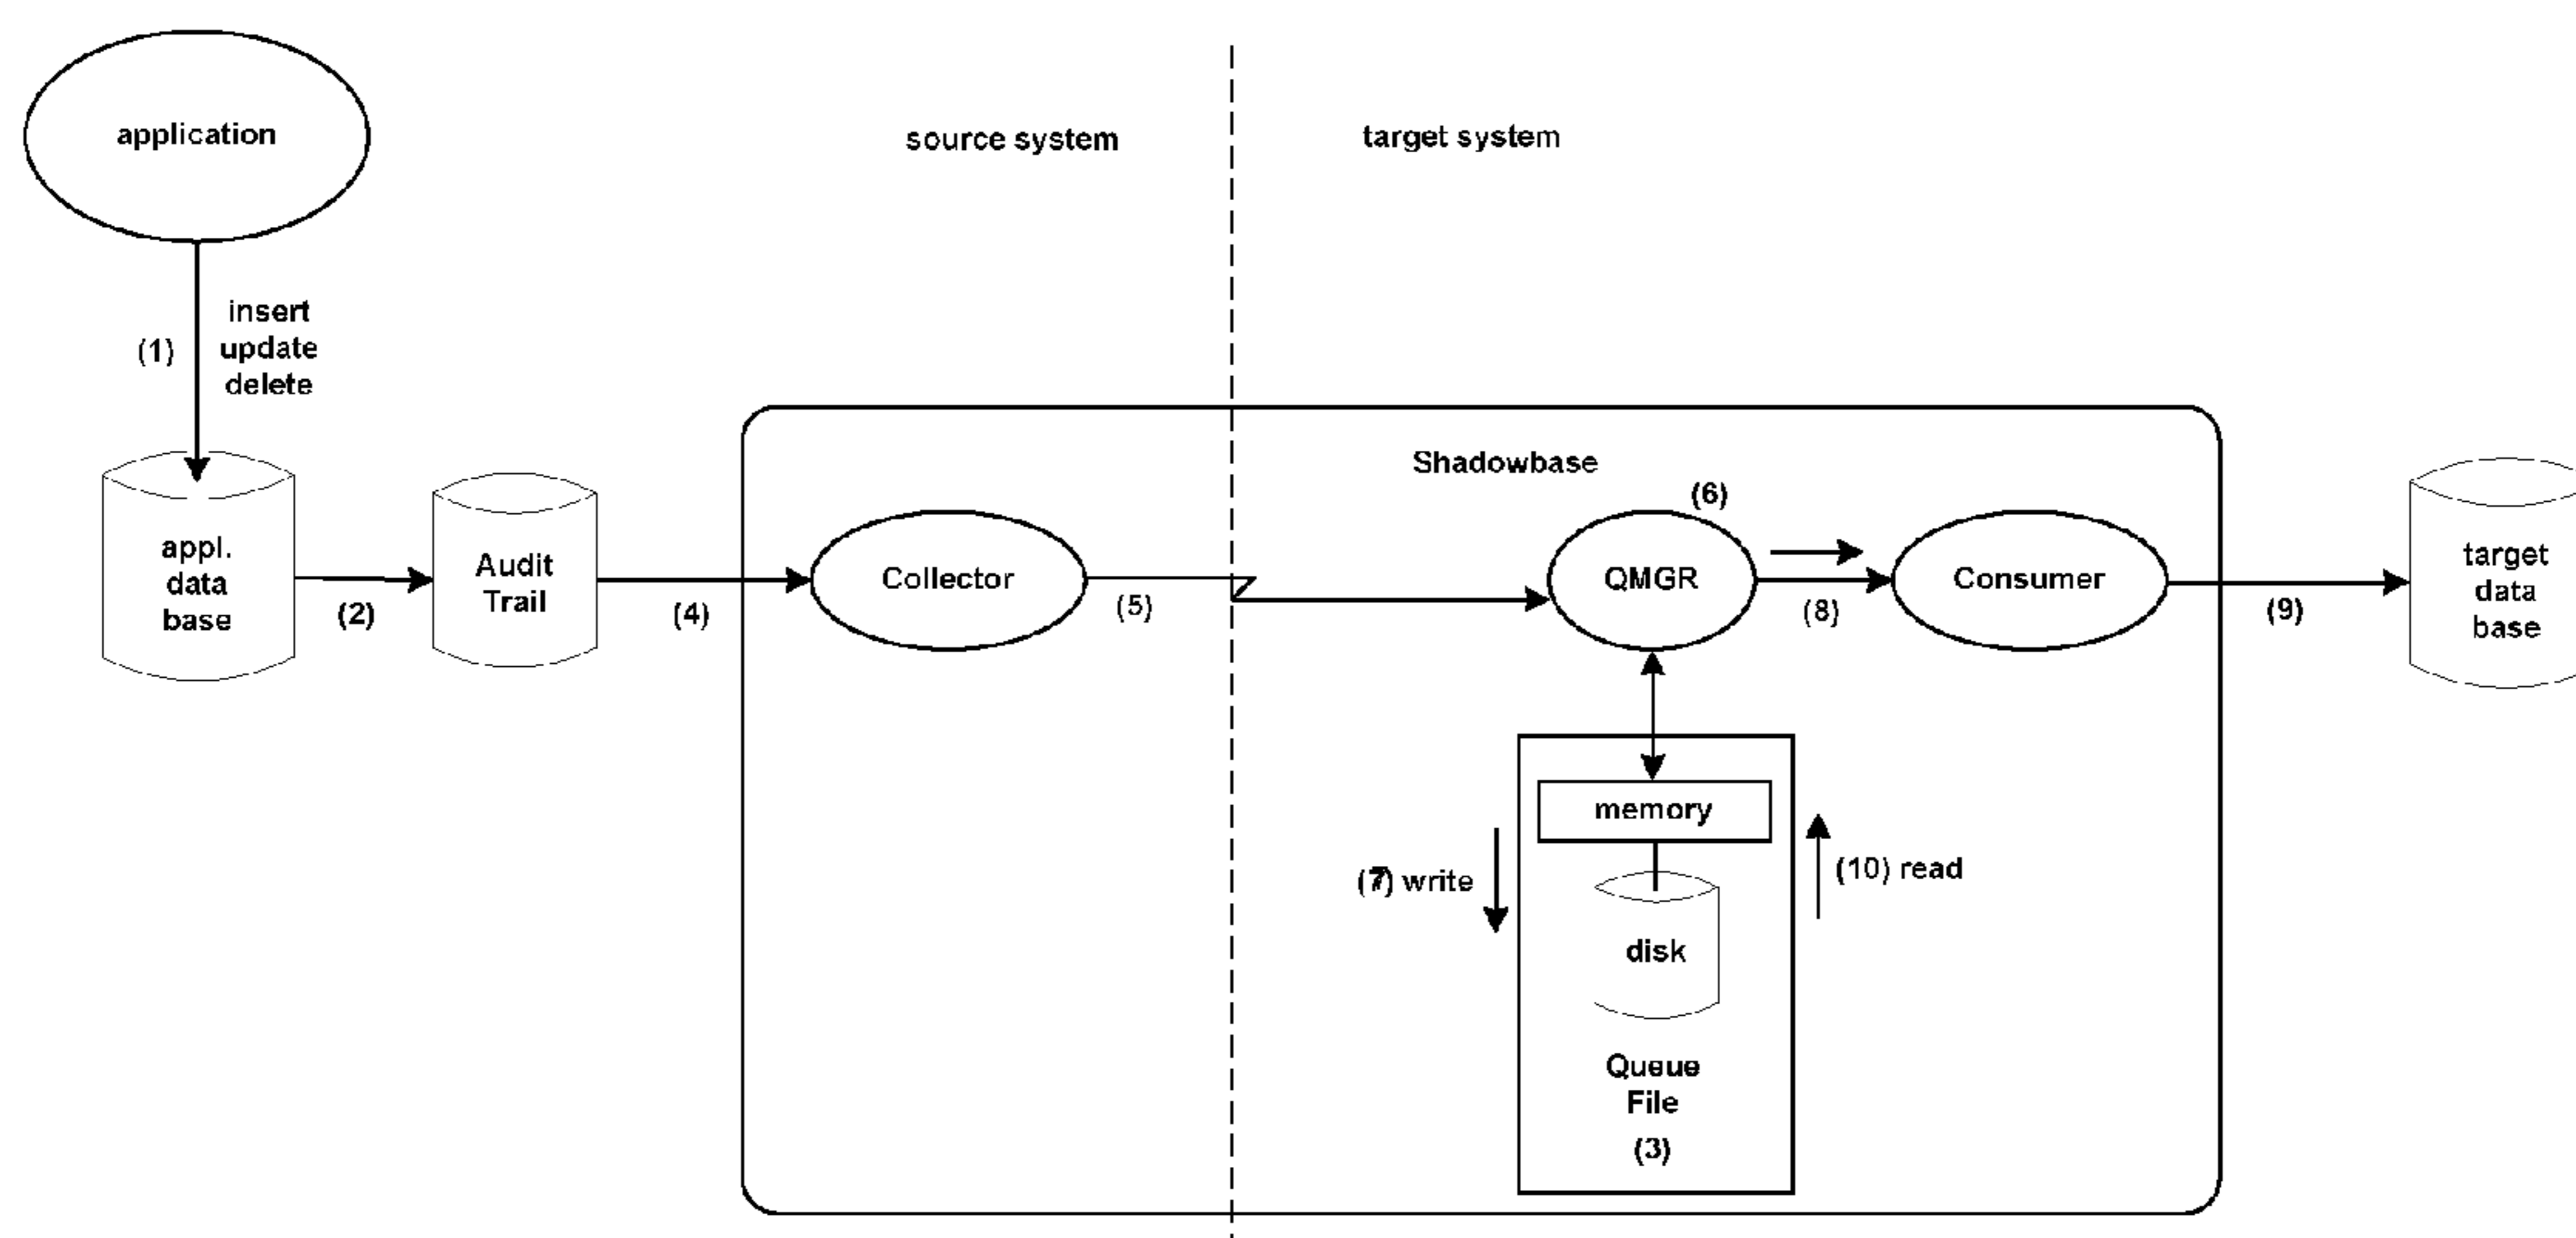 application
source system
target system
(1)
insert
update
delete
Shadowbase
appl.
data
base
(2)
Audit
Trail
(4)
Collector
(5)
QMGR
(6)
(8)
Consumer
(9)
target
data
base
memory
(7) write
(10) read
disk
Queue
File
(3)